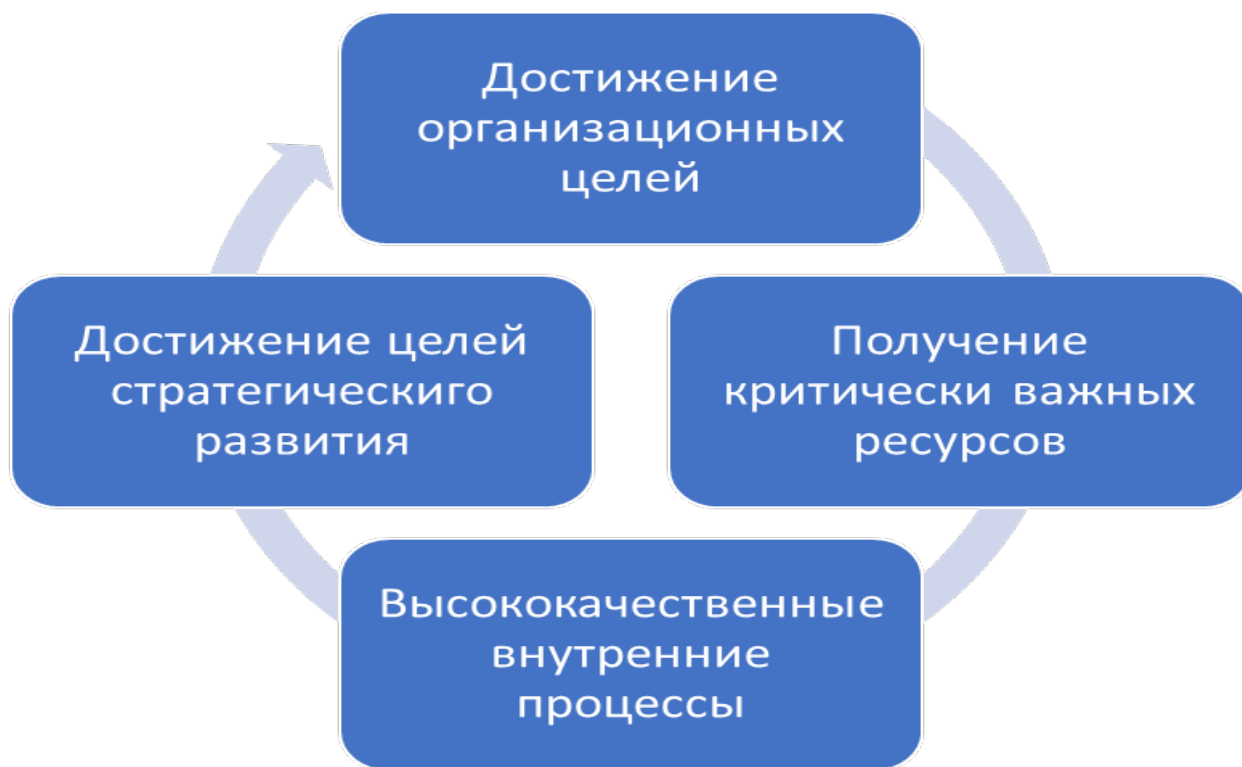 Достижение
организационных
целей
Получение
критически важных
ресурсов
Высококачественные
внутренние
процессы
Достижение целей
стратегическиго
развития